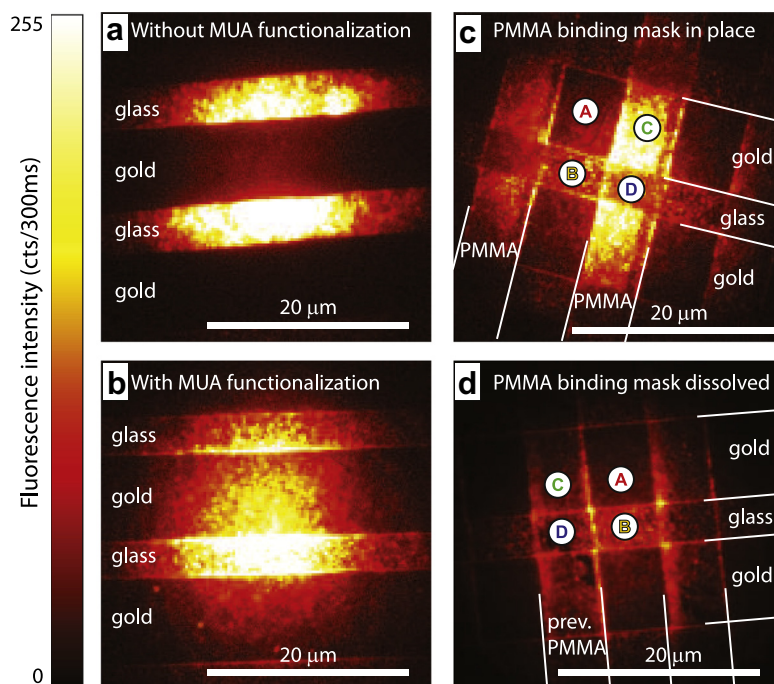 255
Fluorescence intensity (cts/300ms)
0
a Without MUA functionalization
glass
gold
glass
gold
20 μm
b With MUA functionalization
glass
gold
glass
gold
20 μm
c PMMA binding mask in place
A
C
B
D
gold
glass
gold
PMMA
PMMA
20 μm
d PMMA binding mask dissolved
C
A
D
B
gold
glass
gold
prev.
PMMA
20 μm